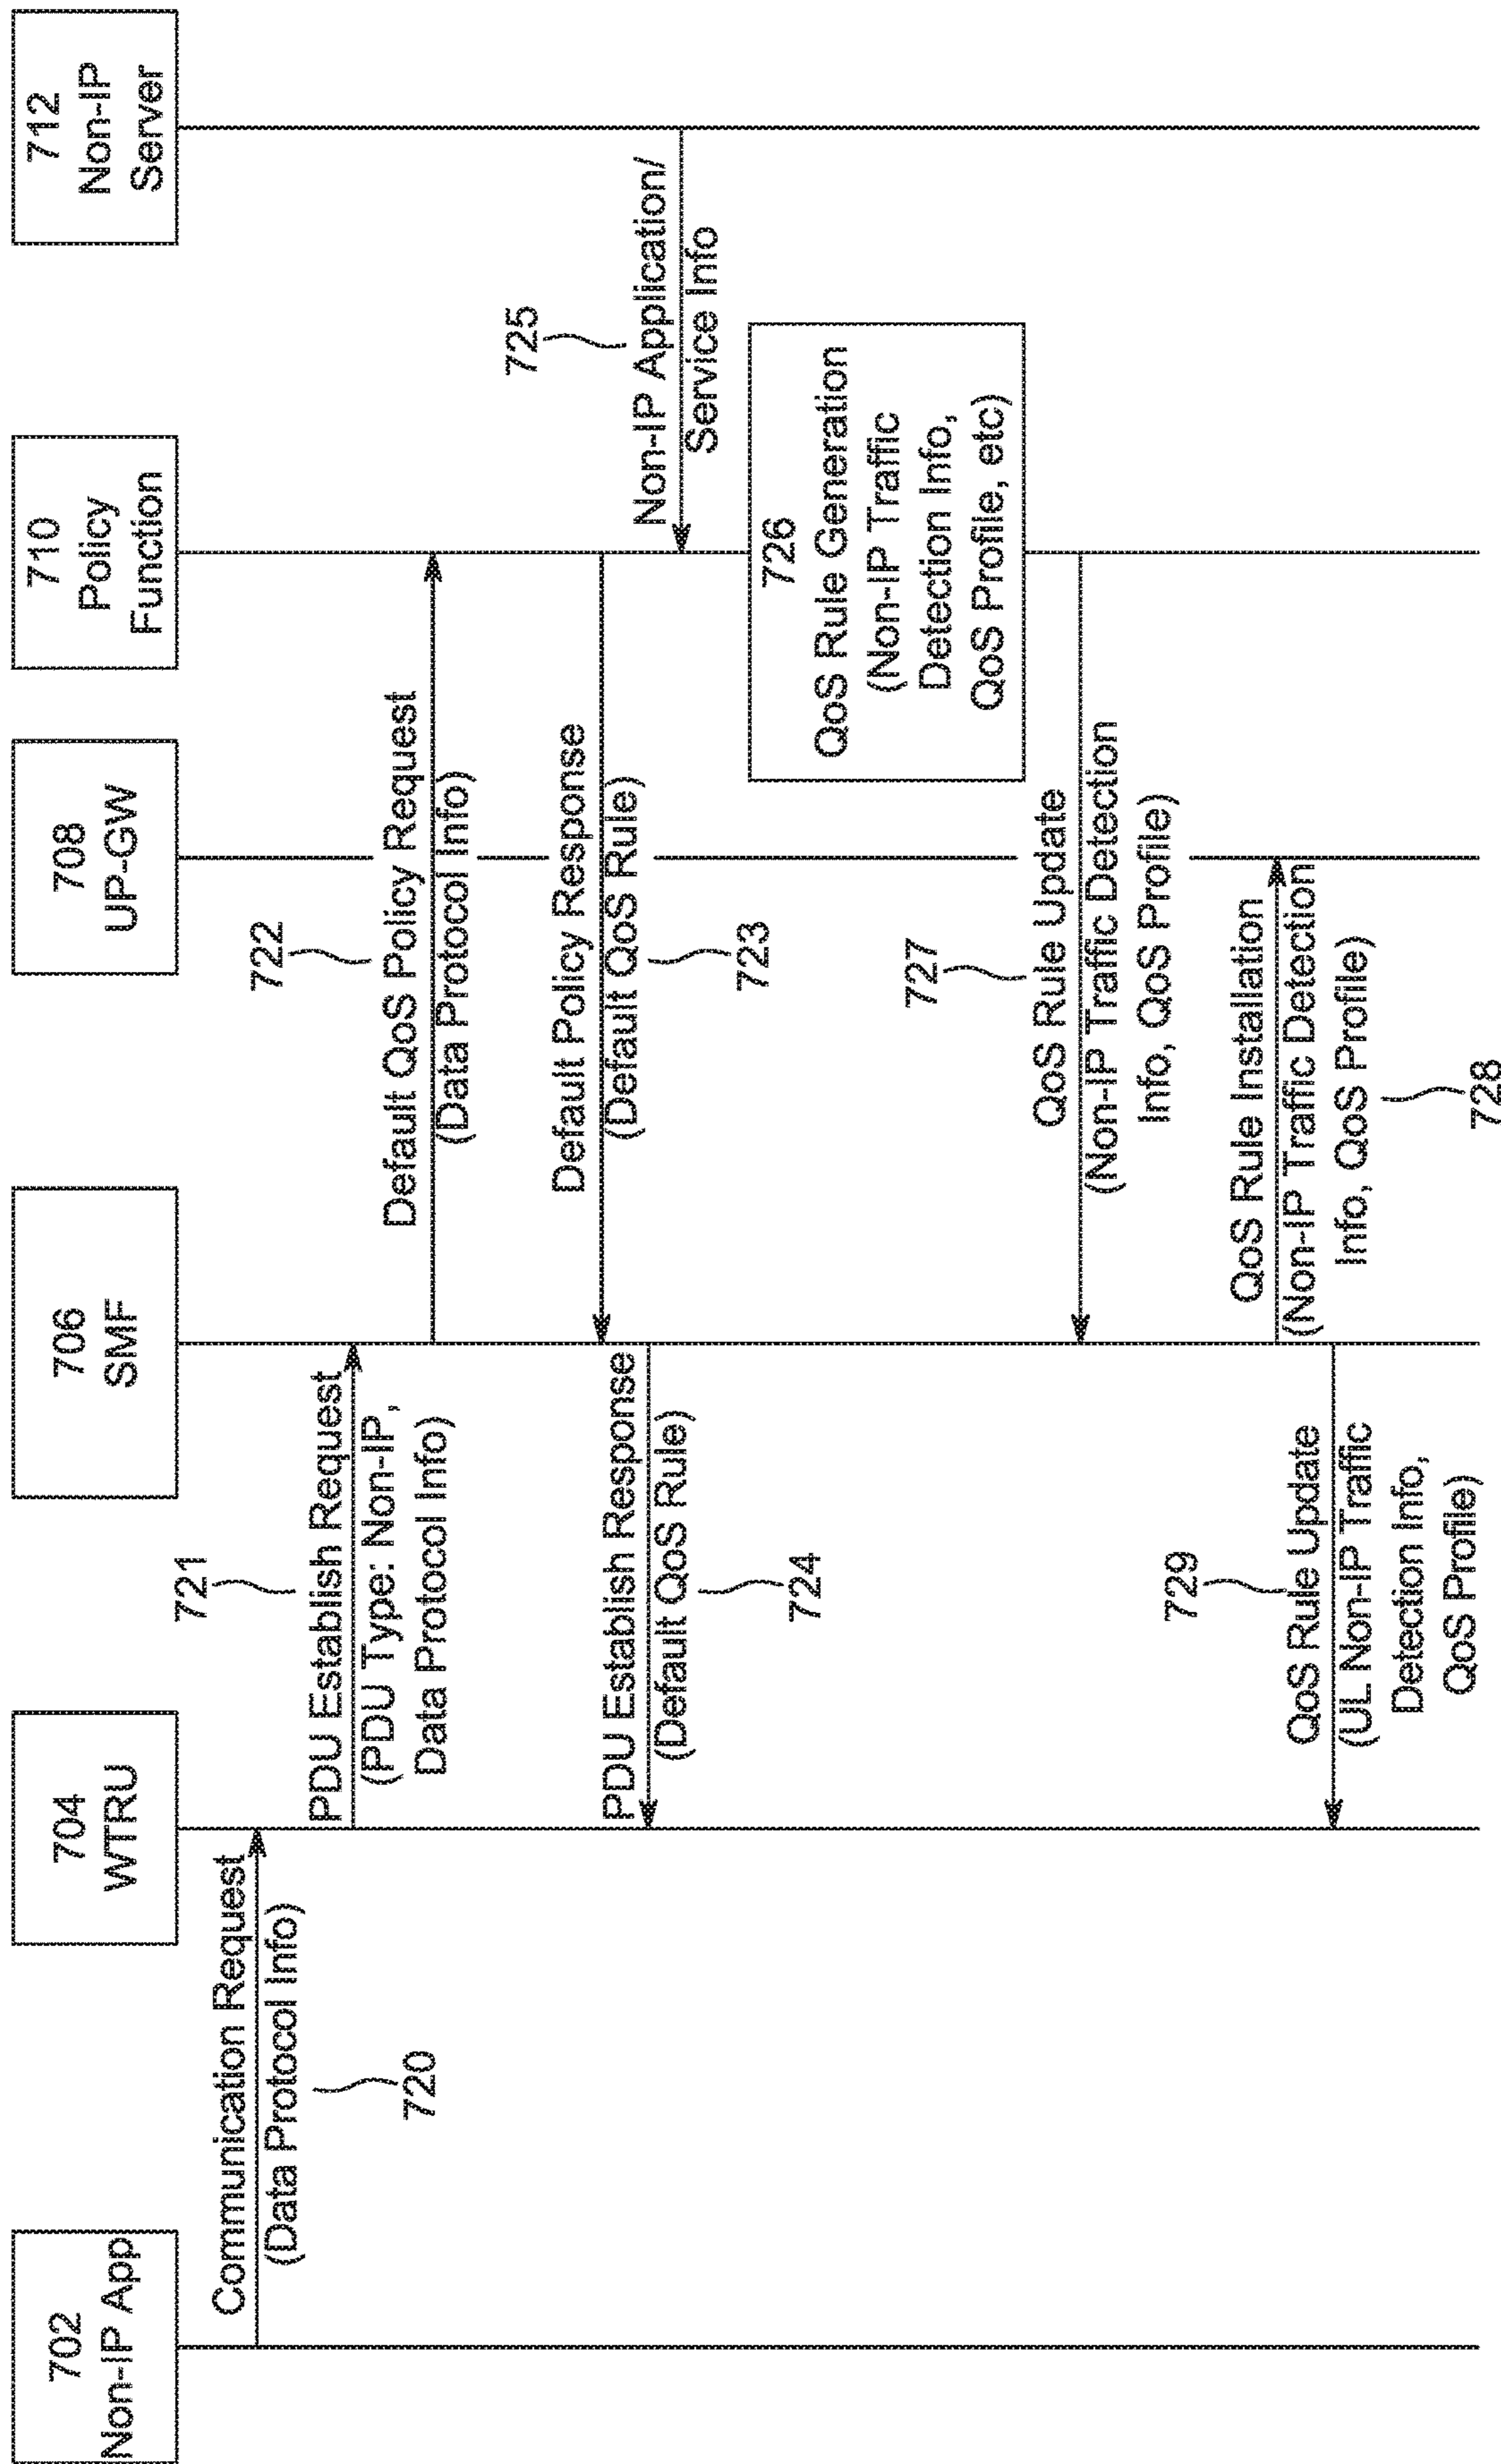 702
Non-IP App
704
WTRU
706
SMF
708
UP-GW
710
Policy
Function
712
Non-IP
Server
Communication Request
(Data Protocol Info)
720
721
PDU Establish Request
(PDU Type: Non-IP,
Data Protocol Info)
722
Default QoS Policy Request
(Data Protocol Info)
Default Policy Response
(Default QoS Rule)
723
PDU Establish Response
(Default QoS Rule)
724
725
Non-IP Application/
Service Info
726
QoS Rule Generation
(Non-IP Traffic
Detection Info,
QoS Profile, etc)
727
QoS Rule Update
(Non-IP Traffic Detection
Info, QoS Profile)
QoS Rule Installation
(Non-IP Traffic Detection
Info, QoS Profile)
728
729
QoS Rule Update
(UL Non-IP Traffic
Detection Info,
QoS Profile)